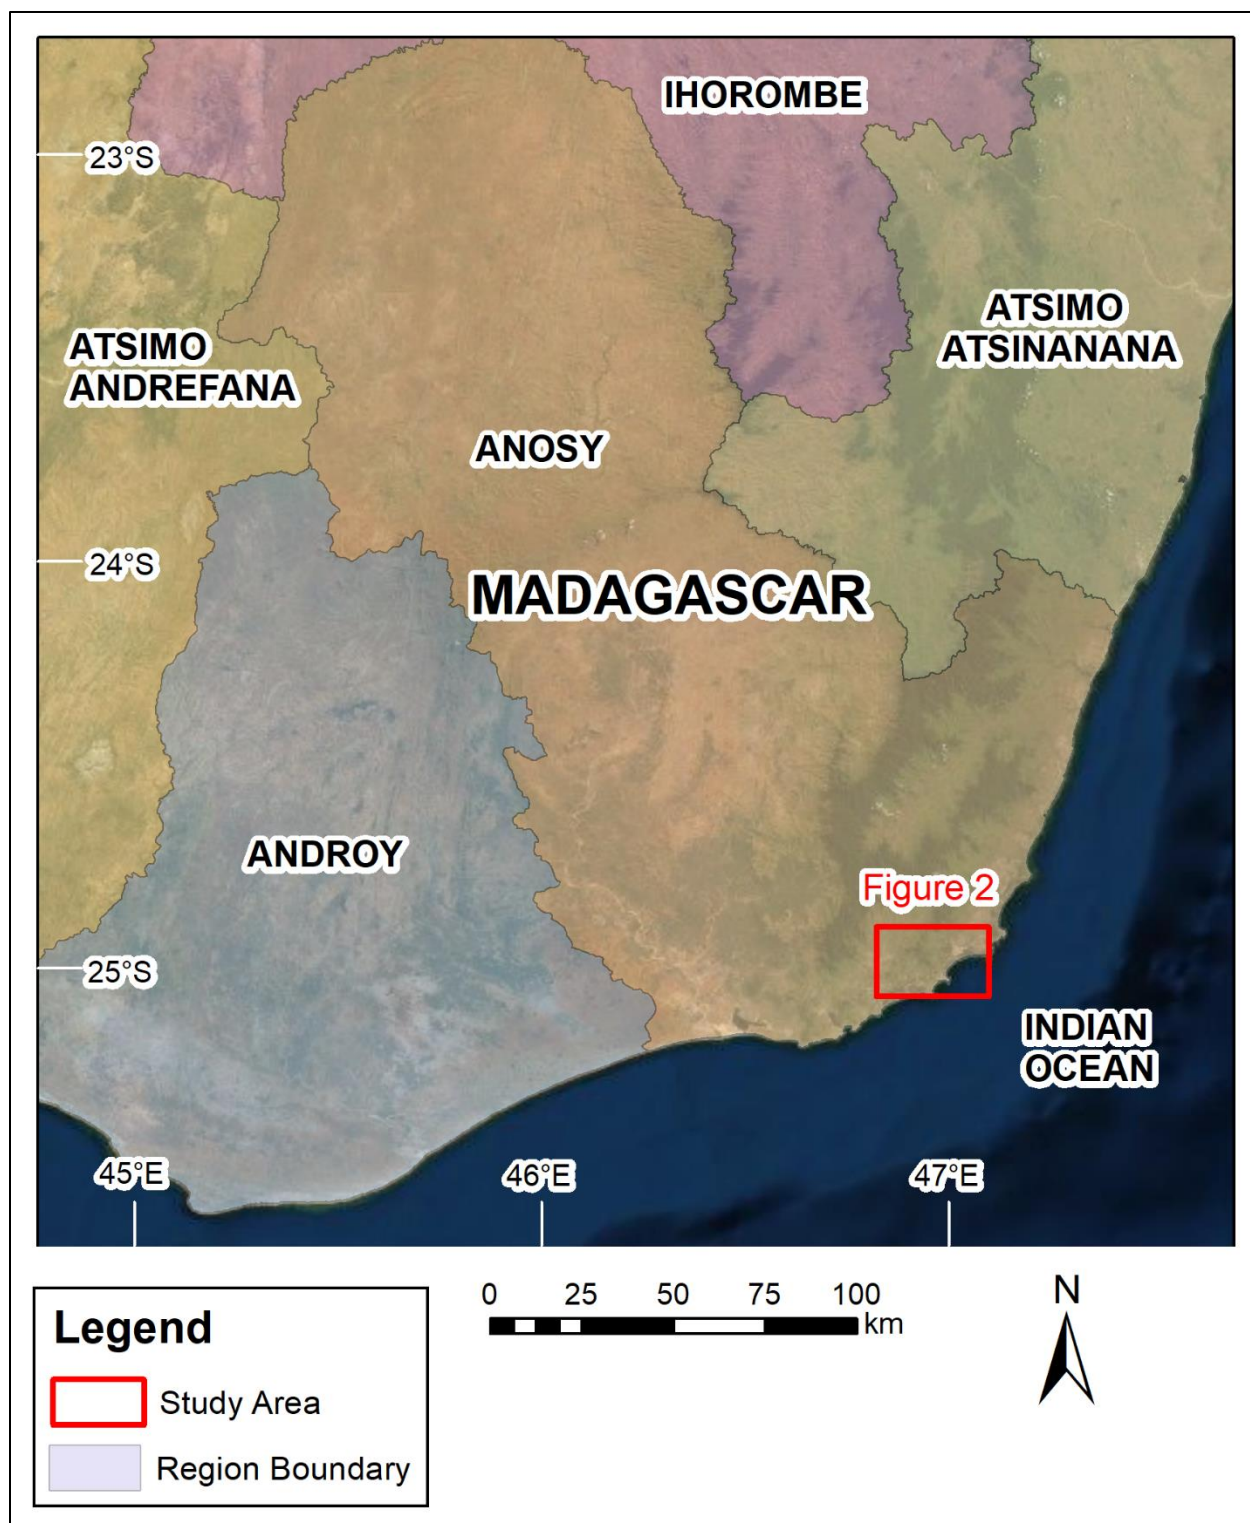 IHOROMBE
23°S
ATSIMO
ATSINANANA
ATSIMO
ANDREFANA
ANOSY
24°S
MADAGASCAR
ANDROY
Figure 2
25°S
INDIAN
OCEAN
45°E
46°E
47°E
0 25 50 75 100
km
N
Legend
Study Area
Region Boundary